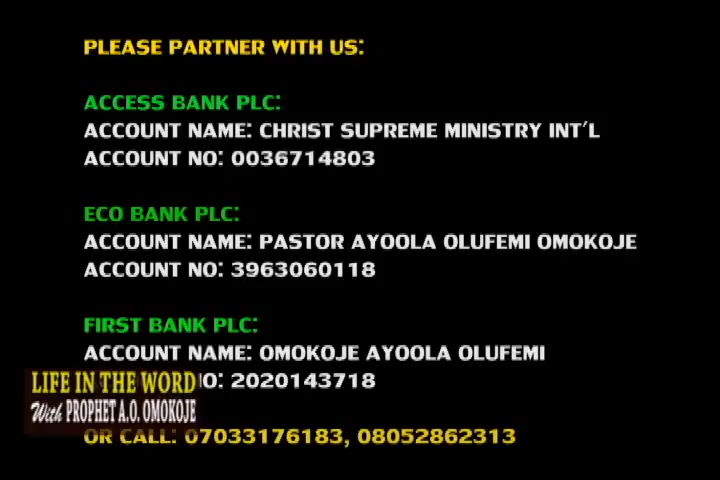 PLEASE PARTNER WITH US:
ACCESS BANK PLC:
ACCOUNT NAME: CHRIST SUPREME MINISTRY INT'L
ACCOUNT NO: 0036714803
ECO BANK PLC:
ACCOUNT NAME: PASTOR AYOOLA OLUFEMI OMOKOJE
ACCOUNT NO: 3963060118
FIRST BANK PLC:
ACCOUNT NAME: OMOKOJE AYOOLA OLUFEMI
NO: 2020143718
LIFE IN THE WORD
With PROPHET A.O. OMOKOJE
OR CALL: 07033176183, 08052862313